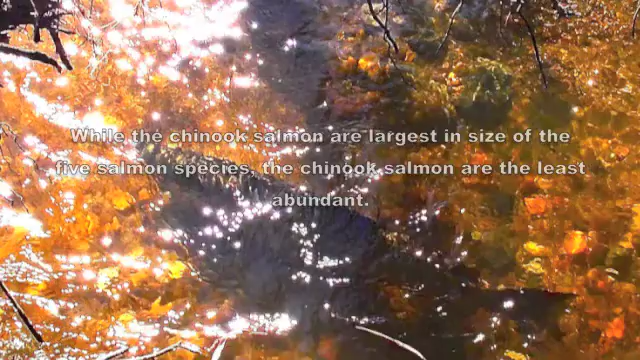 While the chinook salmon are largest in size of the
five salmon species, the chinook salmon are the least
abundant.